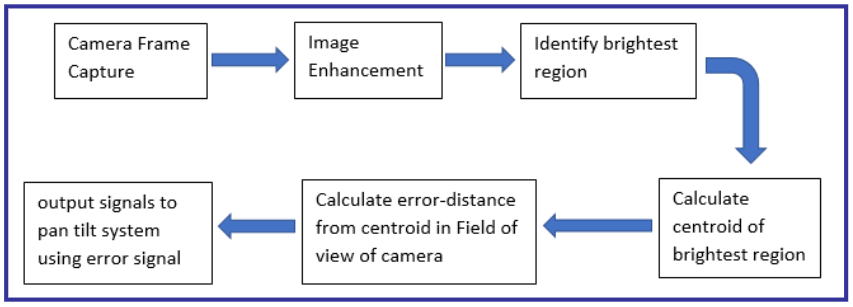 Camera Frame
Capture
Image
Enhancement
Identify brightest
region
Calculate
centroid of
brightest region
Calculate error-distance
from centroid in Field of
view of camera
output signals to
pan tilt system
using error signal